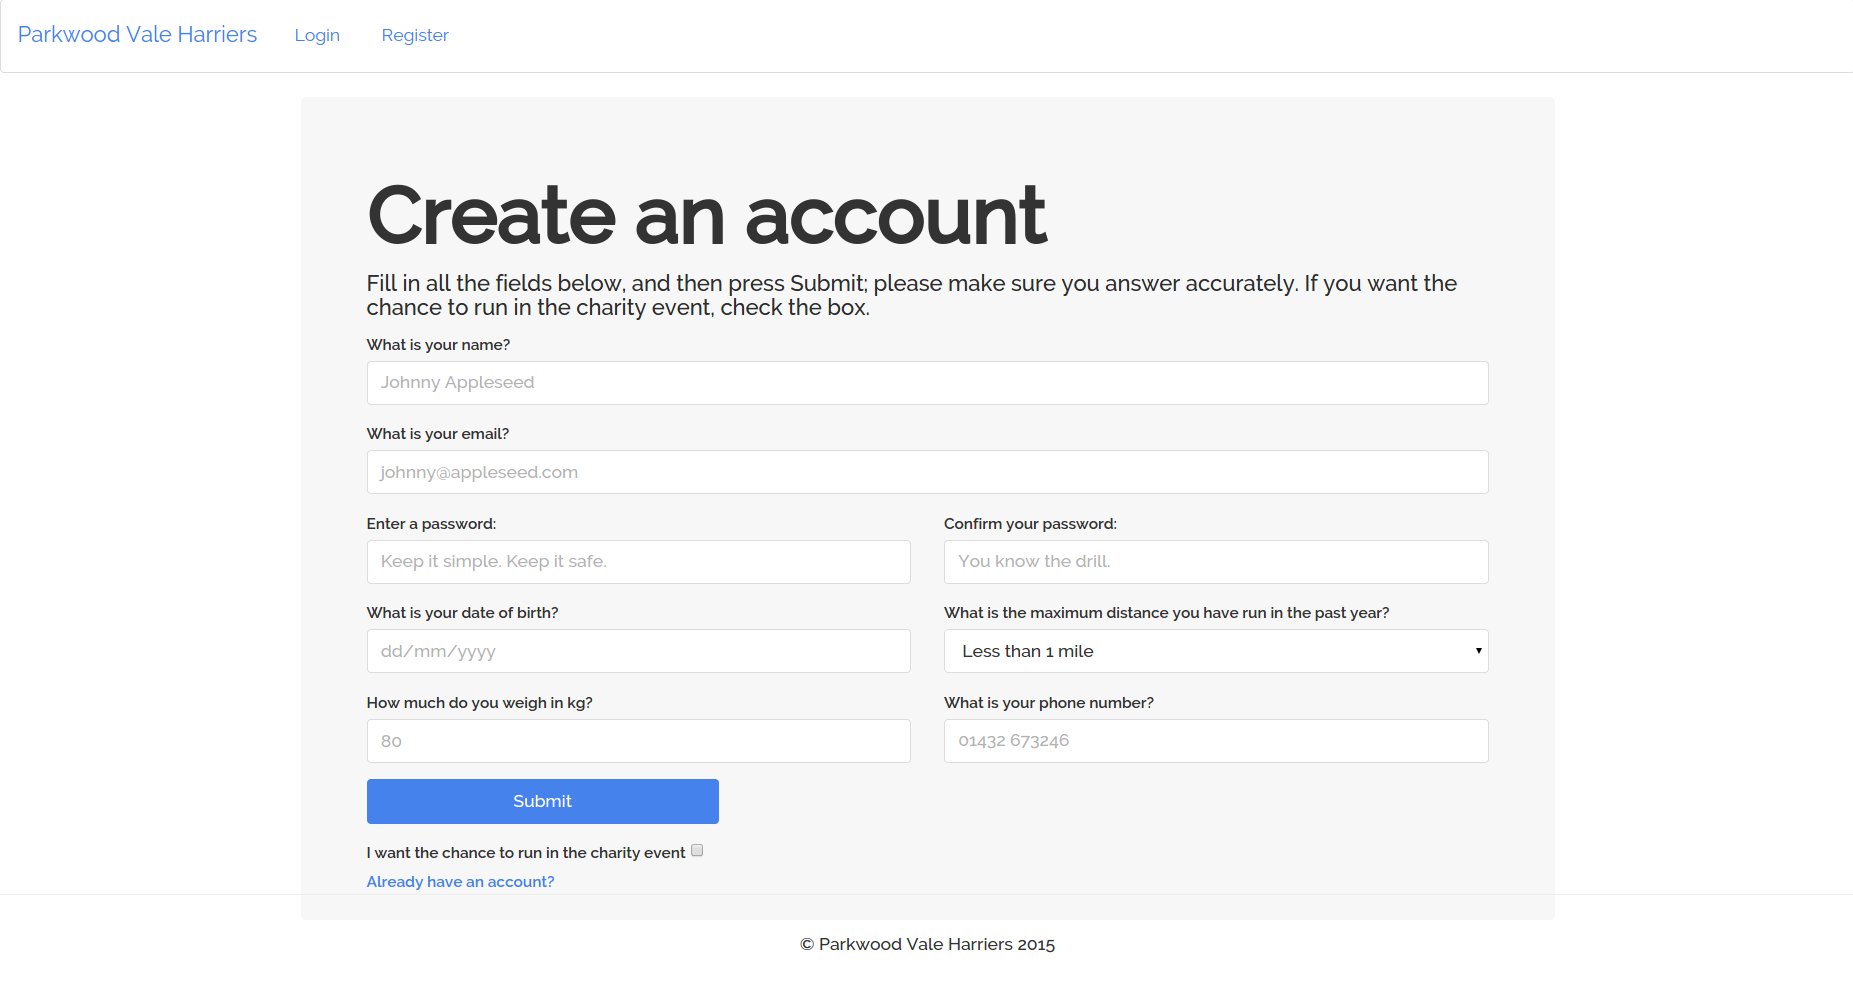 Parkwood Vale Harriers Login Register
Create an account
Fill in all the fields below, and then press Submit; please make sure you answer accurately. If you want the
chance to run in the charity event, check the box.
What is your name?
Johnny Appleseed
What is your email?
johnny@appleseed.com
Enter a password: Confirm your password:
Keep it simple. Keep it safe. You know the drill.
What is your date of birth? What is the maximum distance you have run in the past year?
dd/mm/yyyy Less than 1 mile
How much do you weigh in kg? What is your phone number?
80 01432 673246
Submit
I want the chance to run in the charity event
Already have an account?
© Parkwood Vale Harriers 2015